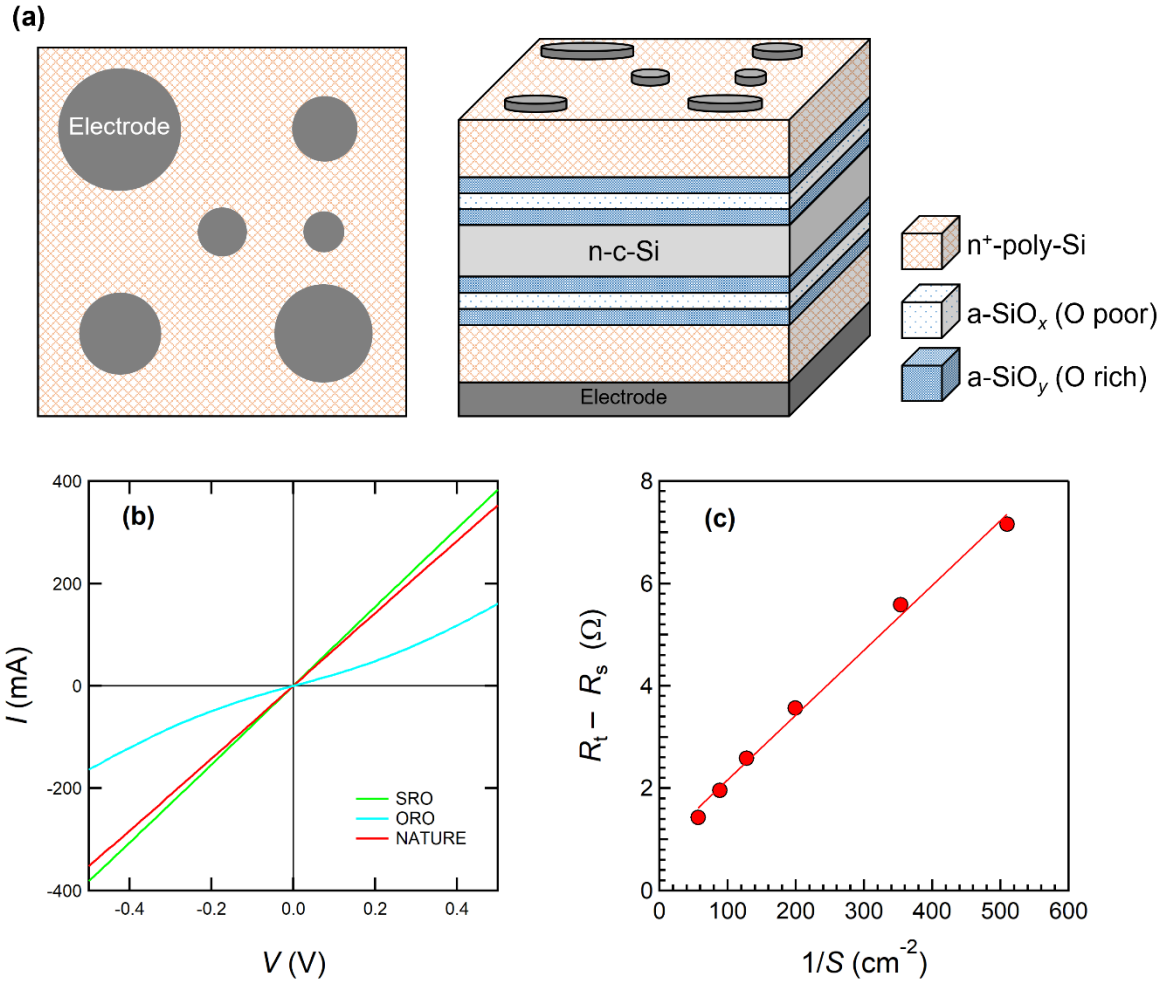 (a)
Electrode
n-c-Si
Electrode
n⁺-poly-Si
a-SiOₓ (O poor)
a-SiO_y (O rich)
(b)
400
200
0
-200
-400
I (mA)
-0.4
-0.2
0.0
0.2
0.4
V (V)
SRO
ORO
NATURE
(c)
8
6
4
2
0
Rₜ − Rₛ (Ω)
0
100
200
300
400
500
600
1/S (cm⁻²)